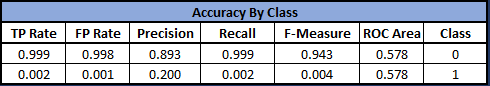 Accuracy By Class
TP Rate FP Rate Precision Recall F-Measure ROC Area Class
0.999 0.998 0.893 0.999 0.943 0.578 0
0.002 0.001 0.200 0.002 0.004 0.578 1